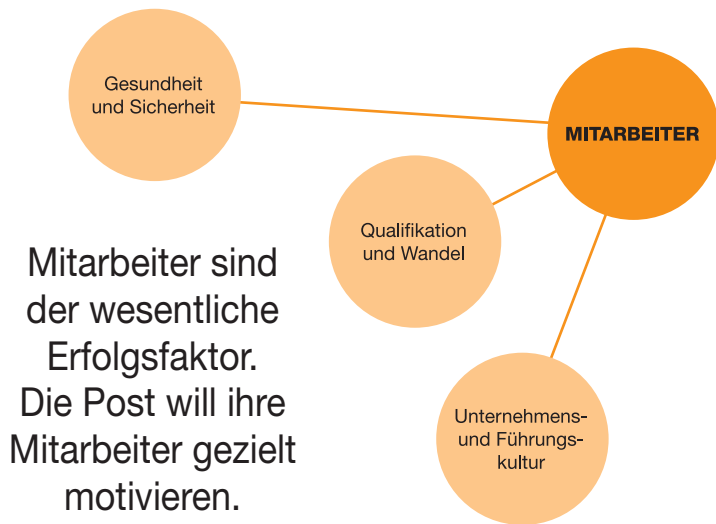 Gesundheit
und Sicherheit
MITARBEITER
Qualifikation
und Wandel
Mitarbeiter sind
der wesentliche
Erfolgsfaktor.
Die Post will ihre
Mitarbeiter gezielt
motivieren.
Unternehmens-
und Führungs-
kultur